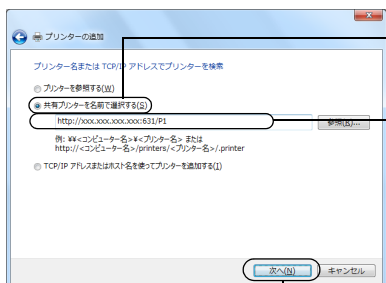 プリンターの追加
プリンター名または TCP/IP アドレスでプリンターを検索
プリンターを参照する(W)
共有プリンターを名前で選択する(S)
http://xxx.xxx.xxx.xxx:631/P1
参照(R)...
例: ¥¥<コンピューター名>¥<プリンター名> または
http://<コンピューター名>/printers/<プリンター名>/.printer
TCP/IP アドレスまたはホスト名を使ってプリンターを追加する(I)
次へ(N)
キャンセル